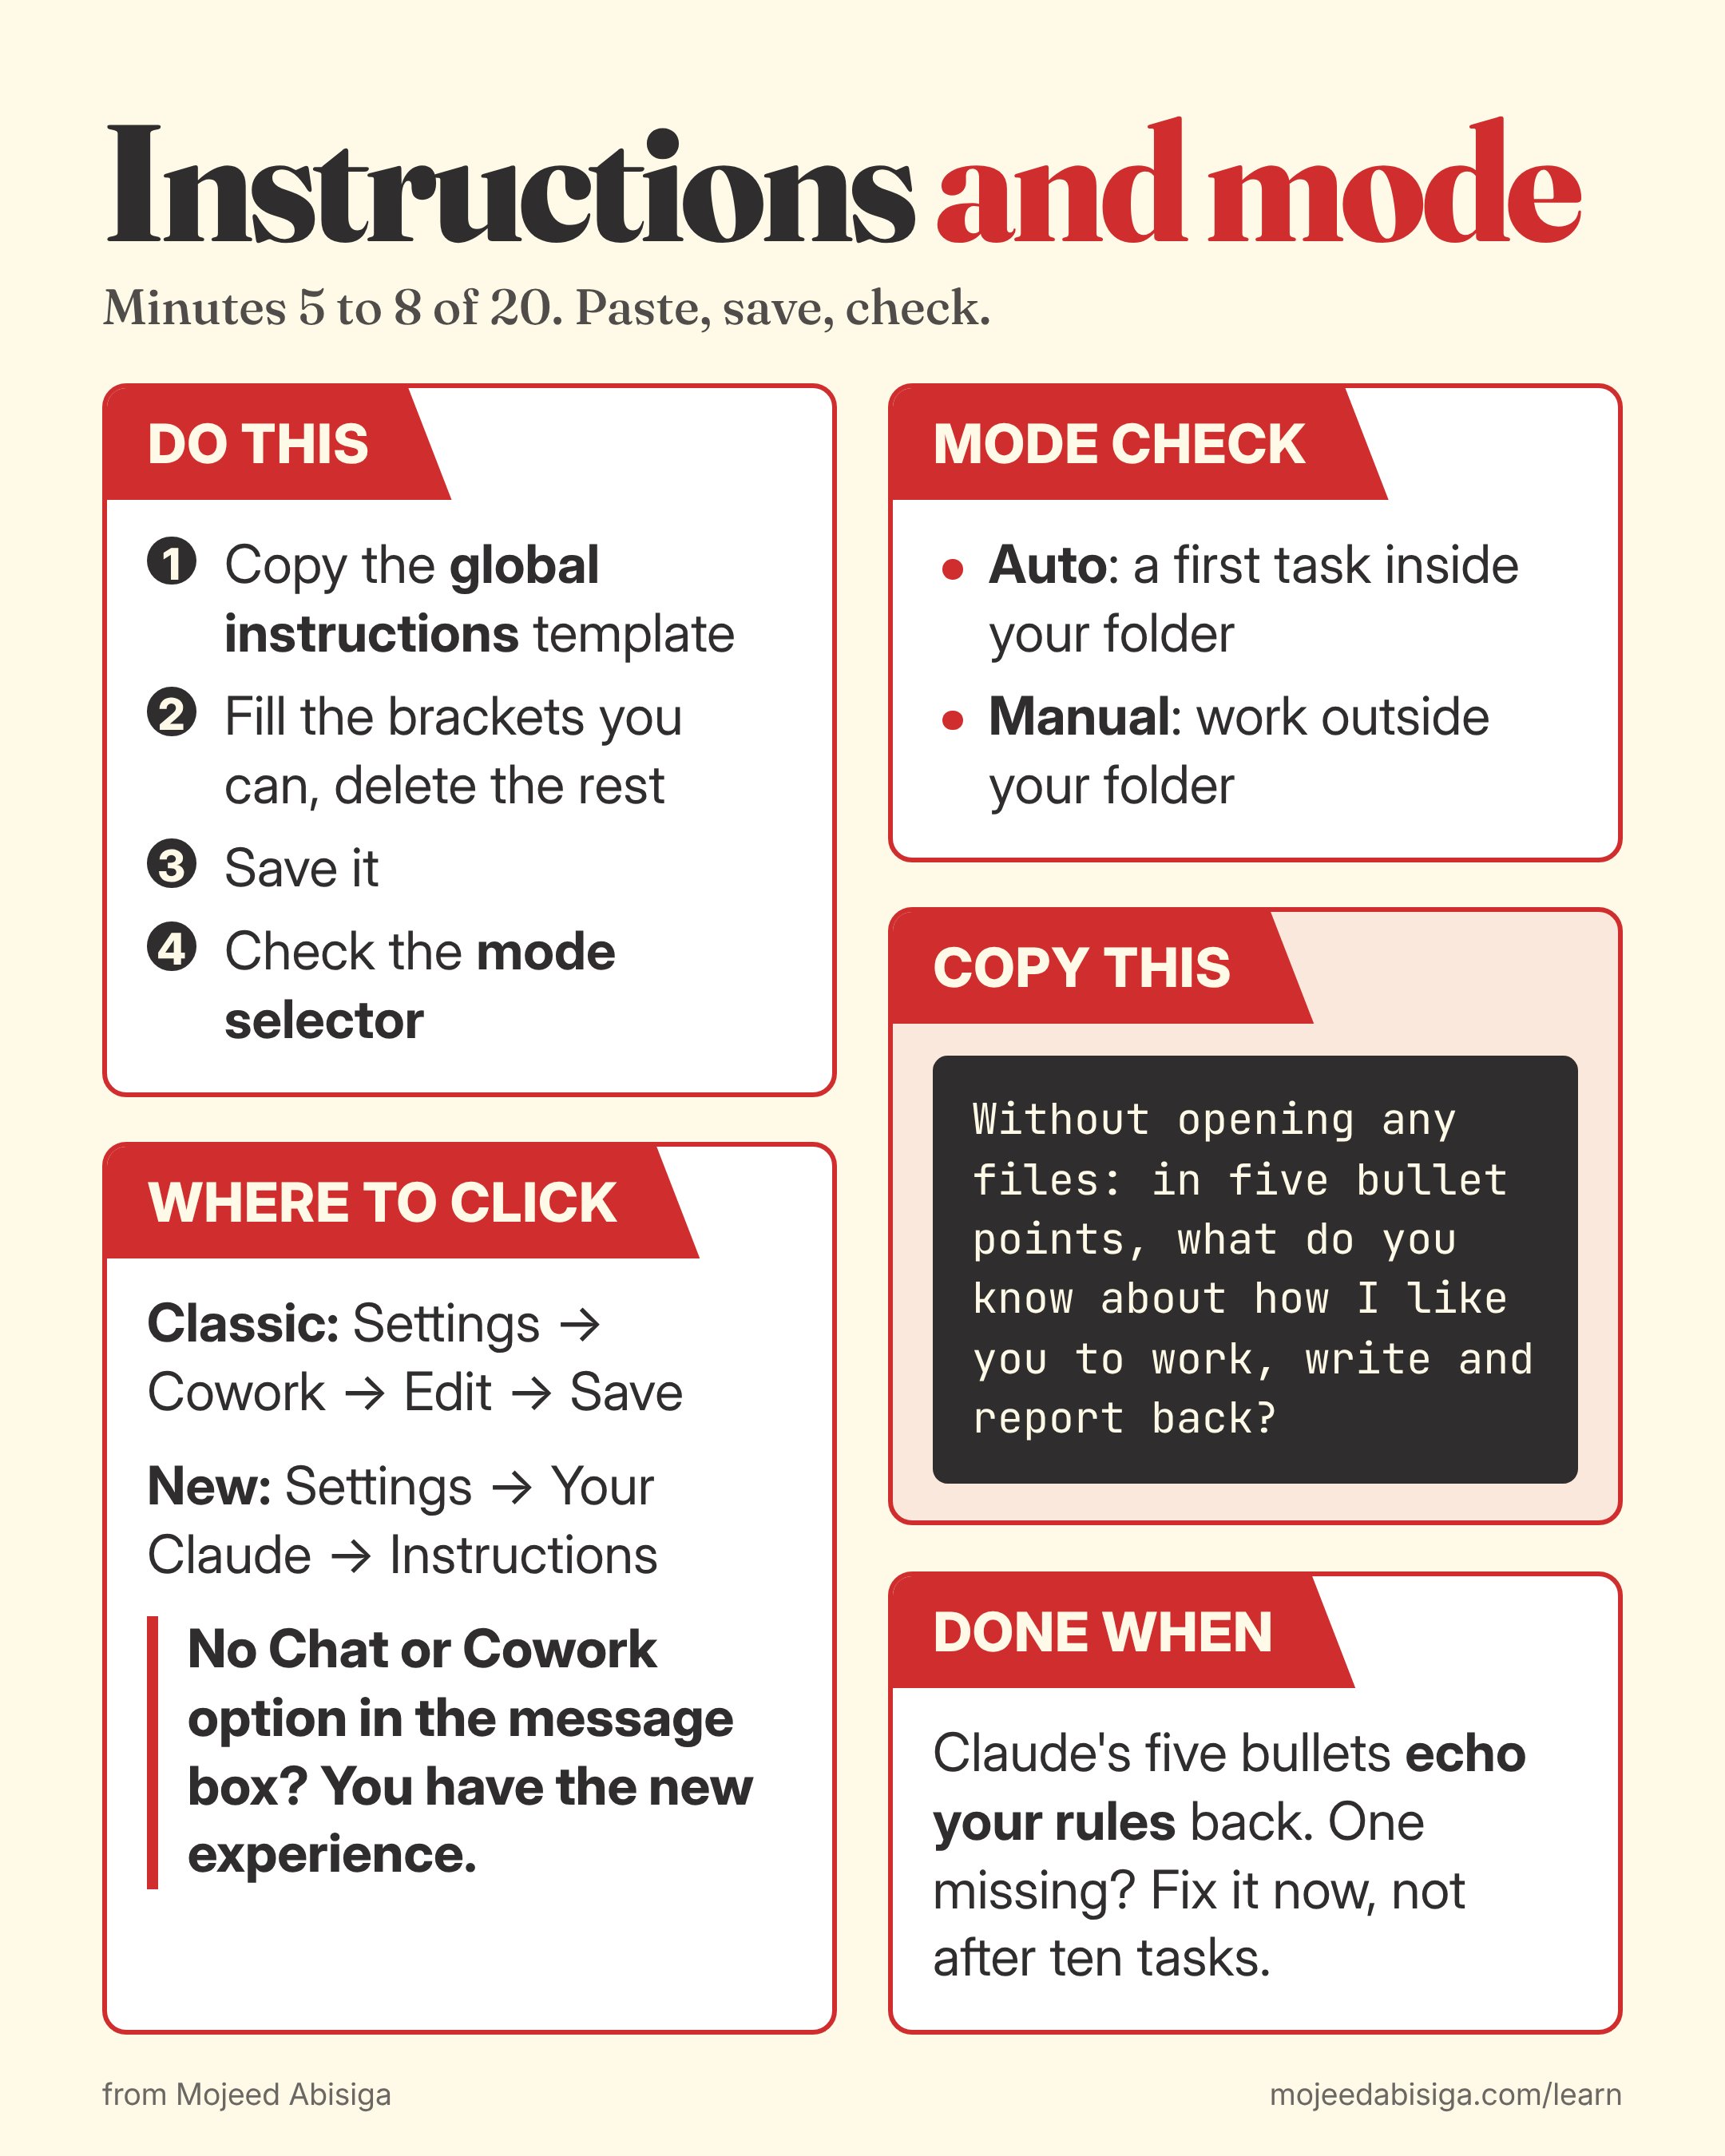 Instructions and mode
Minutes 5 to 8 of 20. Paste, save, check.
DO THIS
1 Copy the global
instructions template
2 Fill the brackets you
can, delete the rest
3 Save it
4 Check the mode
selector
WHERE TO CLICK
Classic: Settings →
Cowork → Edit → Save
New: Settings → Your
Claude → Instructions
No Chat or Cowork
option in the message
box? You have the new
experience.
MODE CHECK
• Auto: a first task inside
your folder
• Manual: work outside
your folder
COPY THIS
Without opening any
files: in five bullet
points, what do you
know about how I like
you to work, write and
report back?
DONE WHEN
Claude's five bullets echo
your rules back. One
missing? Fix it now, not
after ten tasks.
from Mojeed Abisiga
mojeedabisiga.com/learn